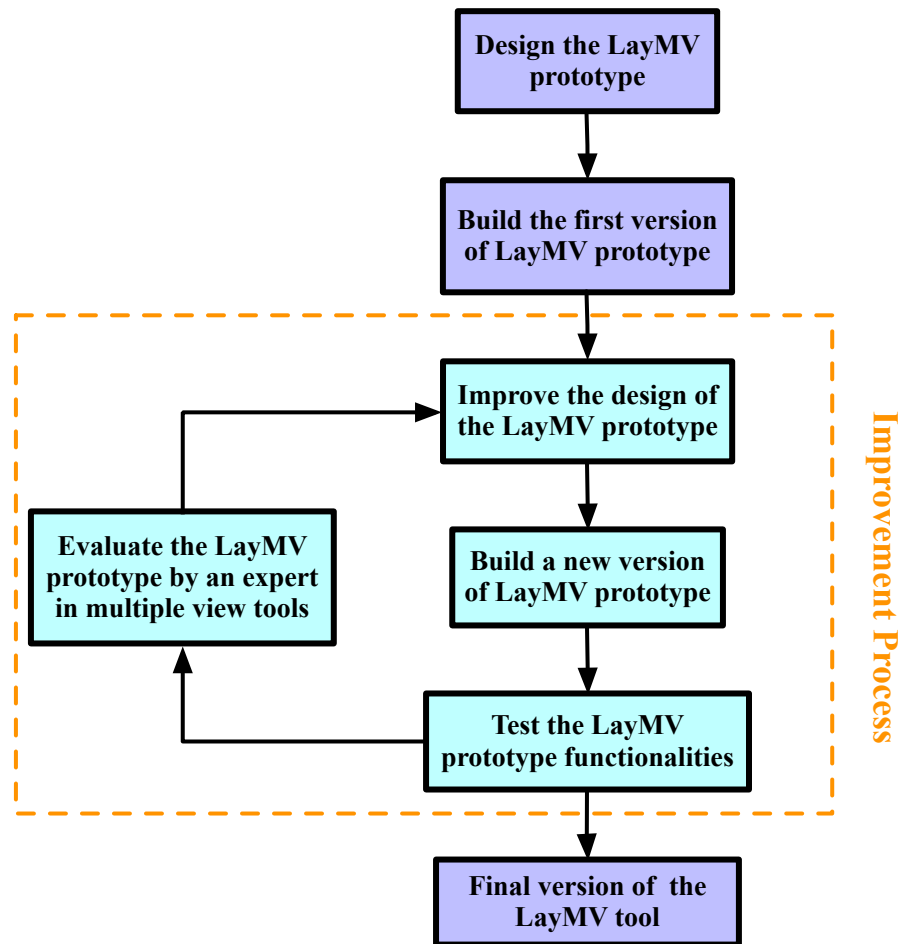 Design the LayMV
prototype
Build the first version
of LayMV prototype
Improve the design of
the LayMV prototype
Evaluate the LayMV
prototype by an expert
in multiple view tools
Build a new version
of LayMV prototype
Test the LayMV
prototype functionalities
Improvement Process
Final version of the
LayMV tool